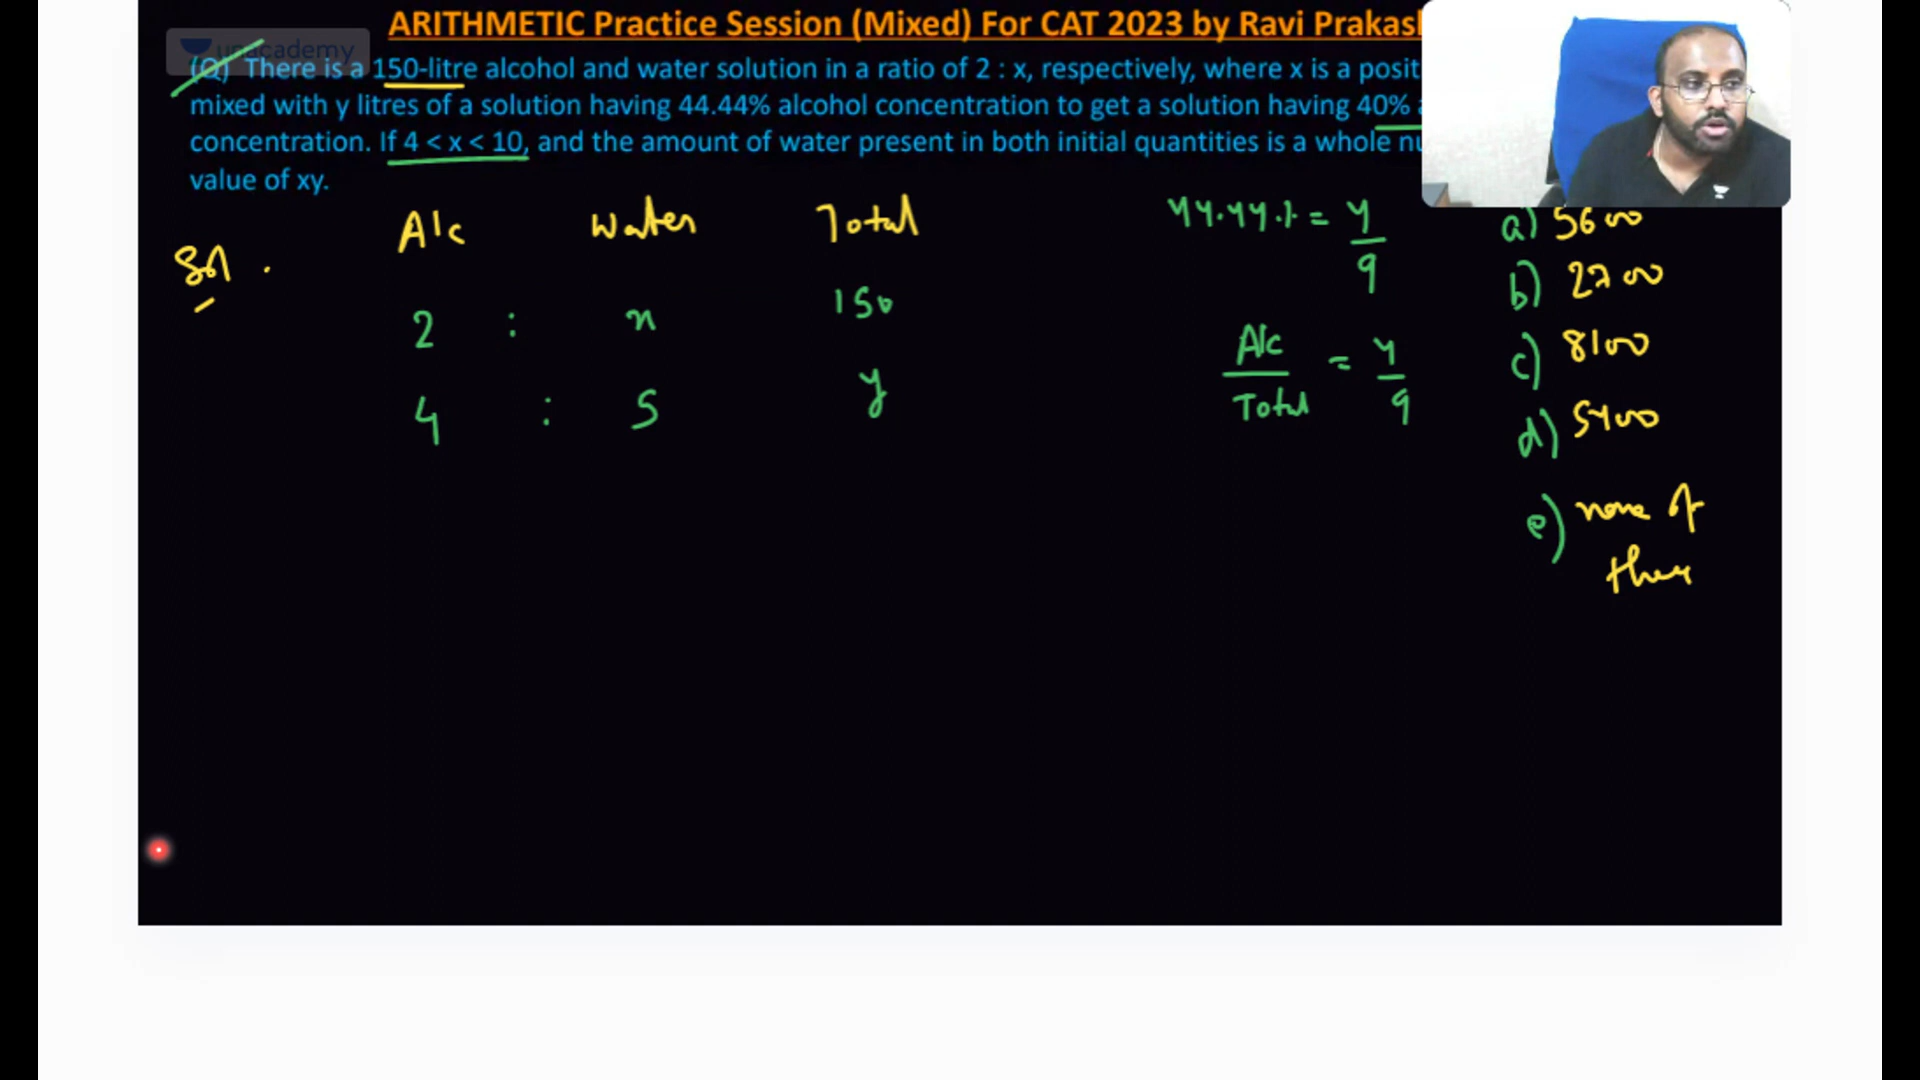 ARITHMETIC Practice Session (Mixed) For CAT 2023 by Ravi Prakash
unacademy
(Q) There is a 150-litre alcohol and water solution in a ratio of 2 : x, respectively, where x is a posit
mixed with y litres of a solution having 44.44% alcohol concentration to get a solution having 40%
concentration. If 4 < x < 10, and the amount of water present in both initial quantities is a whole nu
value of xy.
Sol.
Alc Water Total
2 : x 150
4 : 5 y
44.44% = 4/9
Alc/Total = 4/9
a) 5600
b) 2700
c) 8100
d) 5400
e) none of
these